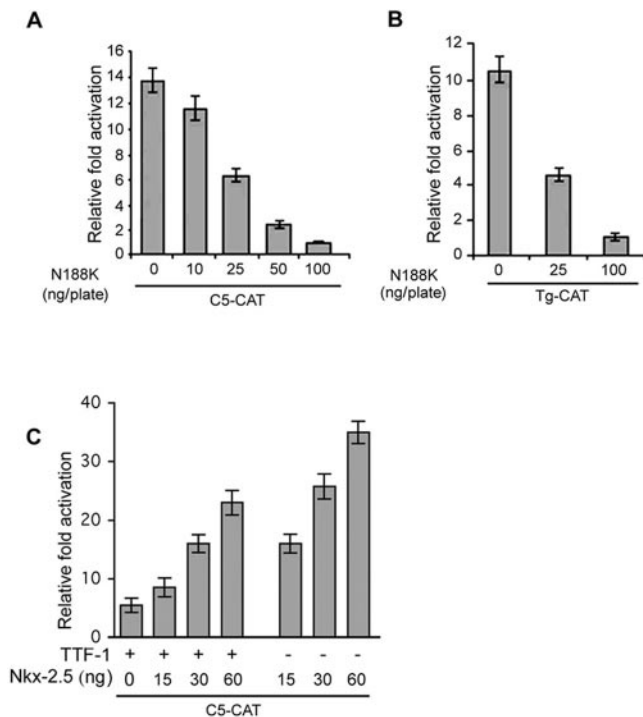 A
Relative fold activation
16
14
12
10
8
6
4
2
0
N188K
(ng/plate)
0 10 25 50 100
C5-CAT
B
Relative fold activation
12
10
8
6
4
2
0
N188K
(ng/plate)
0 25 100
Tg-CAT
C
Relative fold activation
40
30
20
10
0
TTF-1 + + + + - - -
Nkx-2.5 (ng) 0 15 30 60 15 30 60
C5-CAT